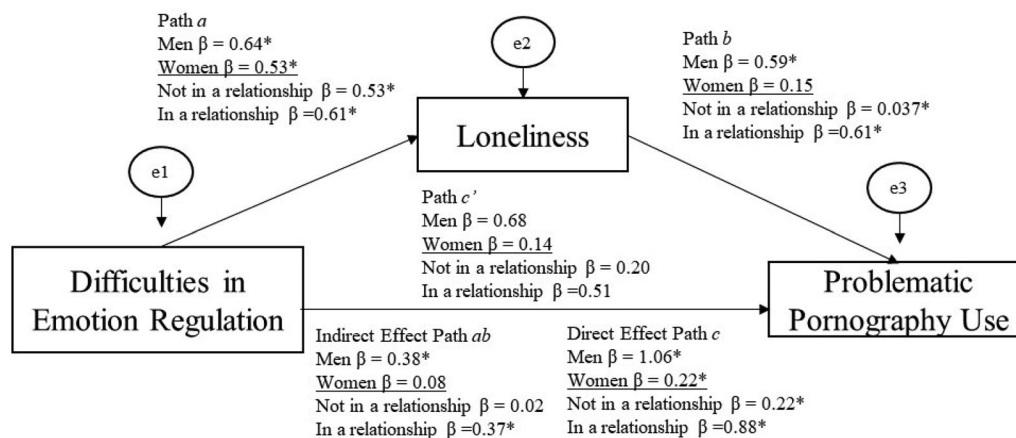 Path a
Men β = 0.64*
Women β = 0.53*
Not in a relationship β = 0.53*
In a relationship β =0.61*
e2
Path b
Men β = 0.59*
Women β = 0.15
Not in a relationship β = 0.037*
In a relationship β =0.61*
Loneliness
e1
e3
Path c’
Men β = 0.68
Women β = 0.14
Not in a relationship β = 0.20
In a relationship β =0.51
Difficulties in
Emotion Regulation
Problematic
Pornography Use
Indirect Effect Path ab
Men β = 0.38*
Women β = 0.08
Not in a relationship β = 0.02
In a relationship β =0.37*
Direct Effect Path c
Men β = 1.06*
Women β = 0.22*
Not in a relationship β = 0.22*
In a relationship β =0.88*